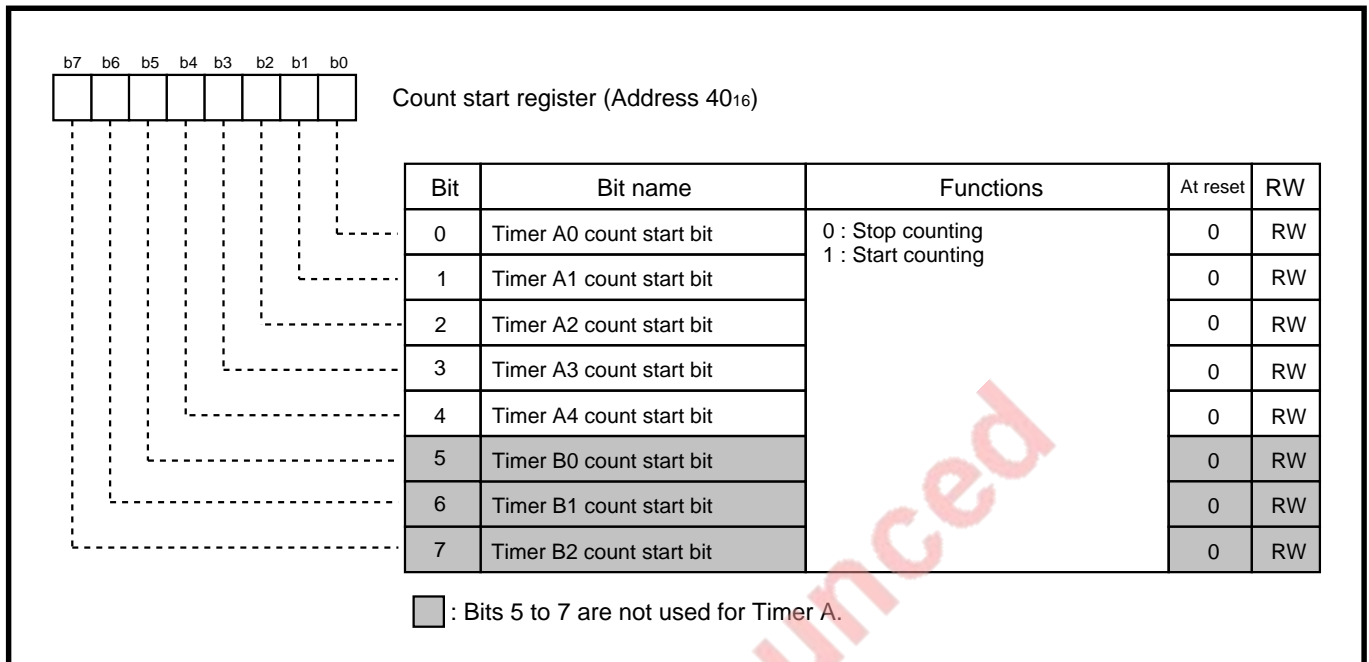 b7 b6 b5 b4 b3 b2 b1 b0
Count start register (Address 40₁₆)
Bit Bit name Functions At reset RW
0 Timer A0 count start bit 0 : Stop counting 0 RW
1 : Start counting
1 Timer A1 count start bit 0 RW
2 Timer A2 count start bit 0 RW
3 Timer A3 count start bit 0 RW
4 Timer A4 count start bit 0 RW
5 Timer B0 count start bit 0 RW
6 Timer B1 count start bit 0 RW
7 Timer B2 count start bit 0 RW
: Bits 5 to 7 are not used for Timer A.